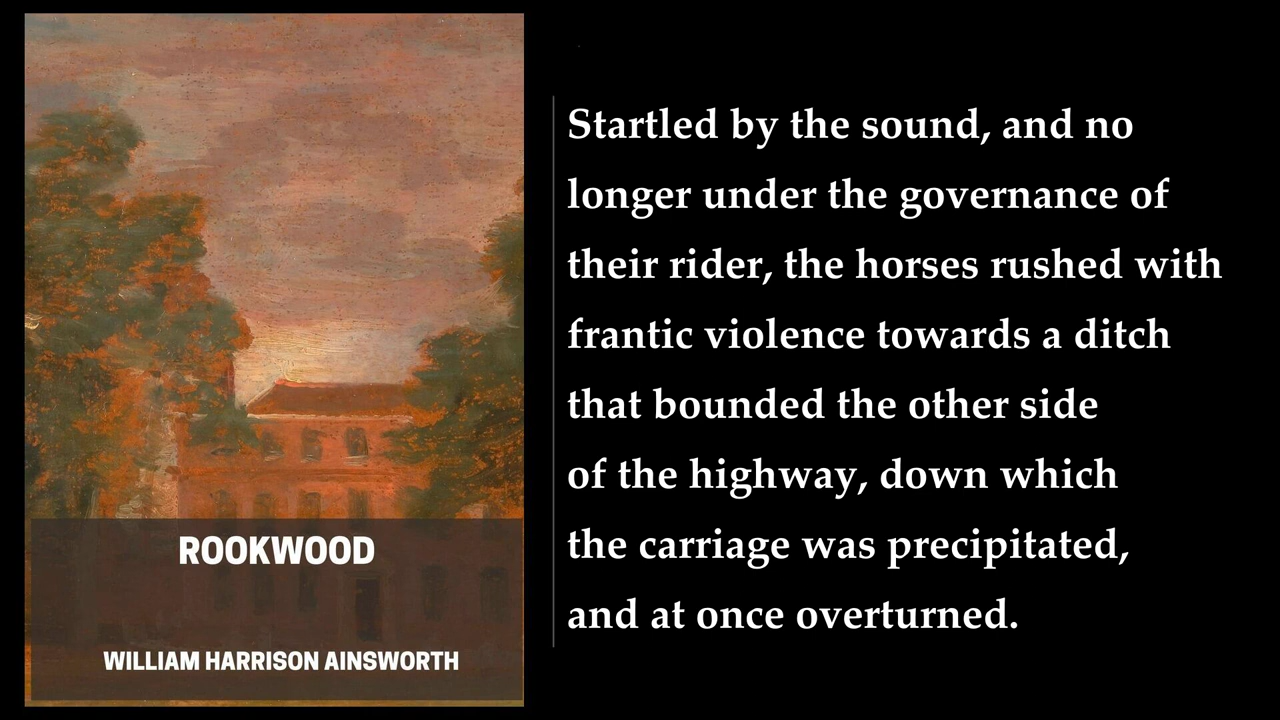 ROOKWOOD
WILLIAM HARRISON AINSWORTH
Startled by the sound, and no
longer under the governance of
their rider, the horses rushed with
frantic violence towards a ditch
that bounded the other side
of the highway, down which
the carriage was precipitated,
and at once overturned.